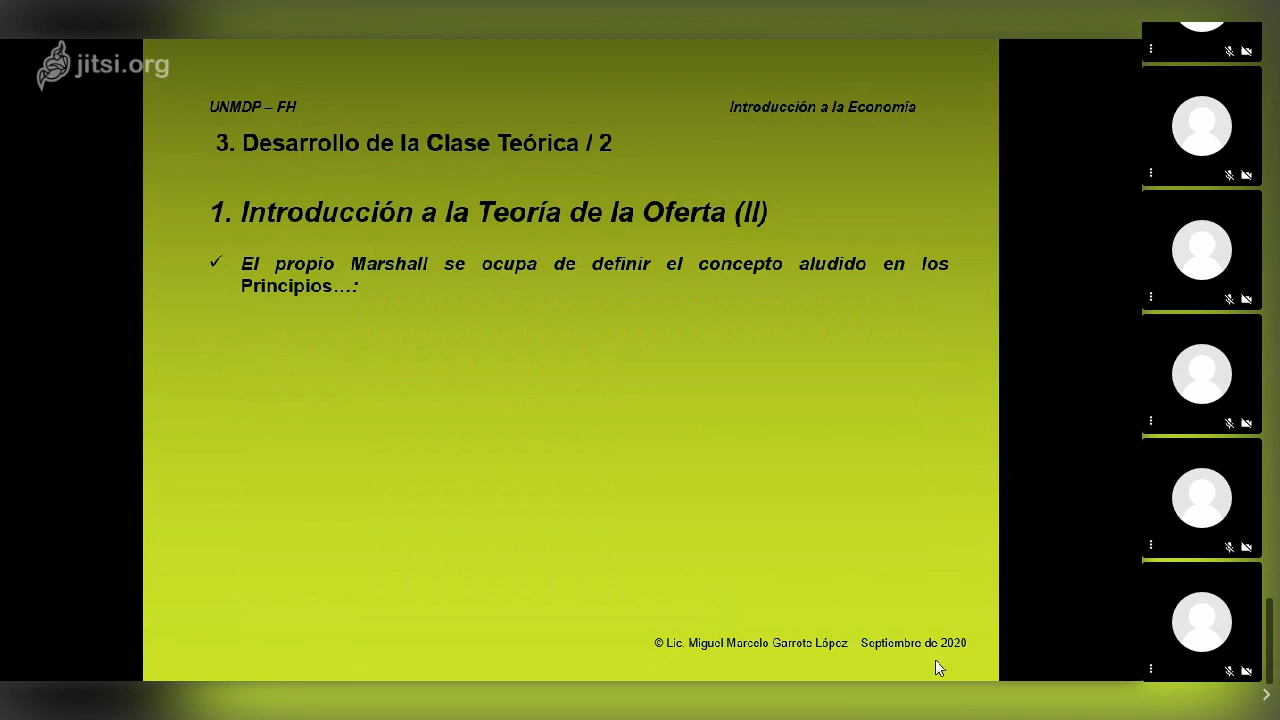 jitsi.org
UNMDP – FH
Introducción a la Economía
3. Desarrollo de la Clase Teórica / 2
1. Introducción a la Teoría de la Oferta (II)
✓ El propio Marshall se ocupa de definir el concepto aludido en los
Principios…:
© Lic. Miguel Marcelo Garrote López Septiembre de 2020